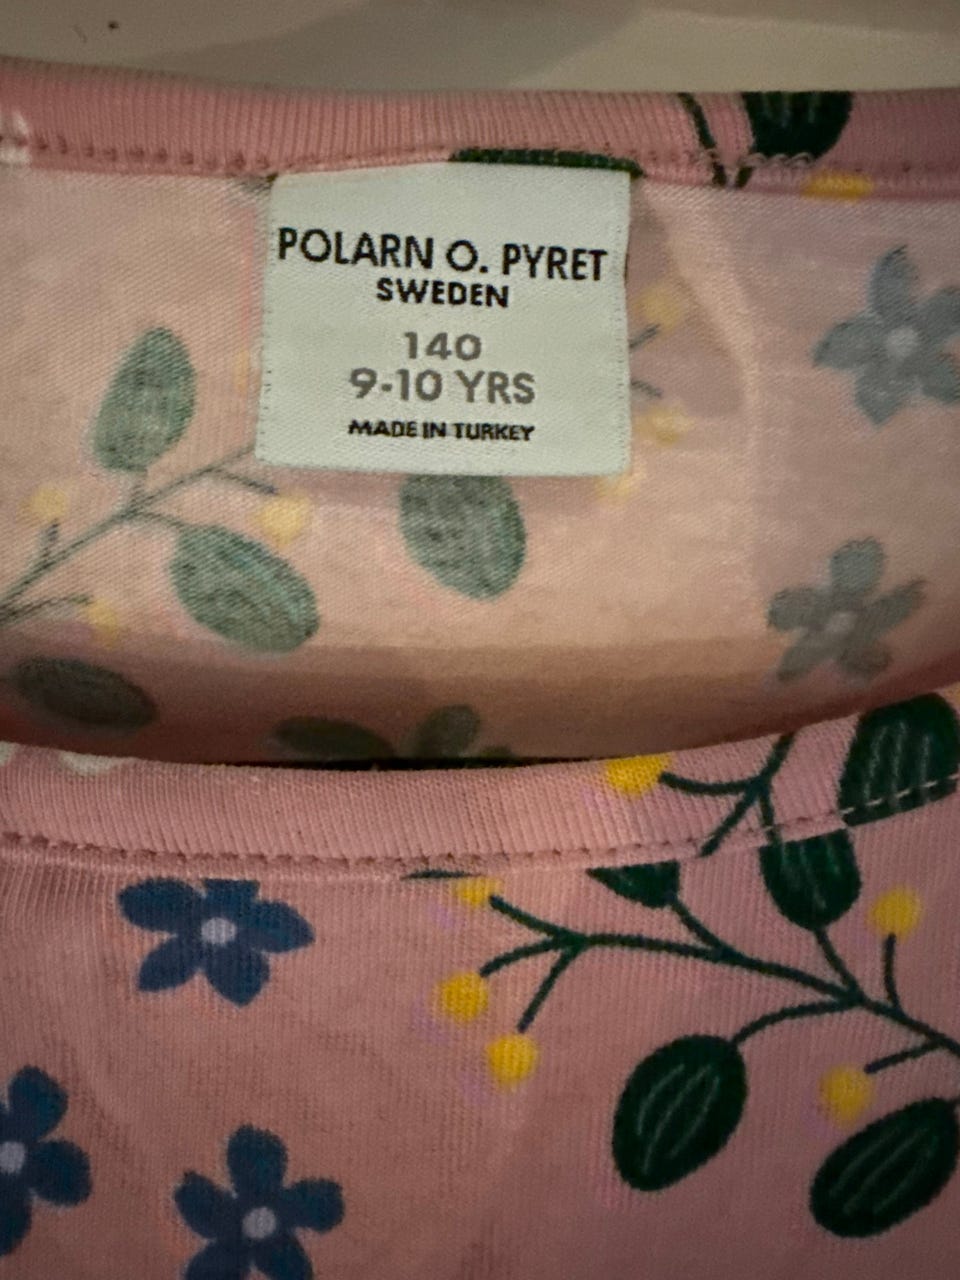 POLARN O. PYRET
SWEDEN
140
9-10 YRS
MADE IN TURKEY